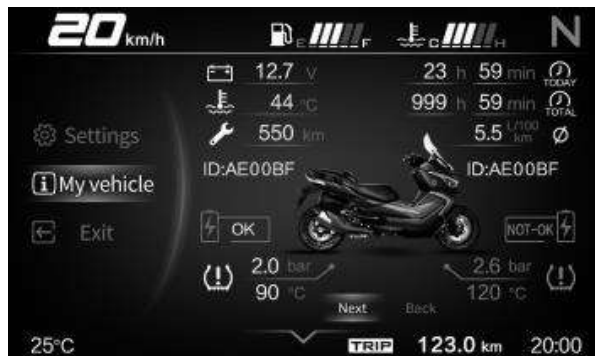 20 km/h E F C H N
12.7 V 23 h 59 min TODAY
44 °C 999 h 59 min TOTAL
Settings 550 km 5.5 L/100 km Ø
My vehicle ID:AE00BF ID:AE00BF
Exit OK NOT-OK
2.0 bar 2.6 bar
90 °C 120 °C
Next Back
25°C TRIP 123.0 km 20:00